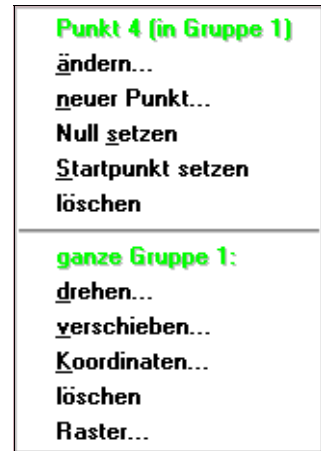 Punkt 4 (in Gruppe 1)
ändern...
neuer Punkt...
Null setzen
Startpunkt setzen
löschen
ganze Gruppe 1:
drehen...
verschieben...
Koordinaten...
löschen
Raster...